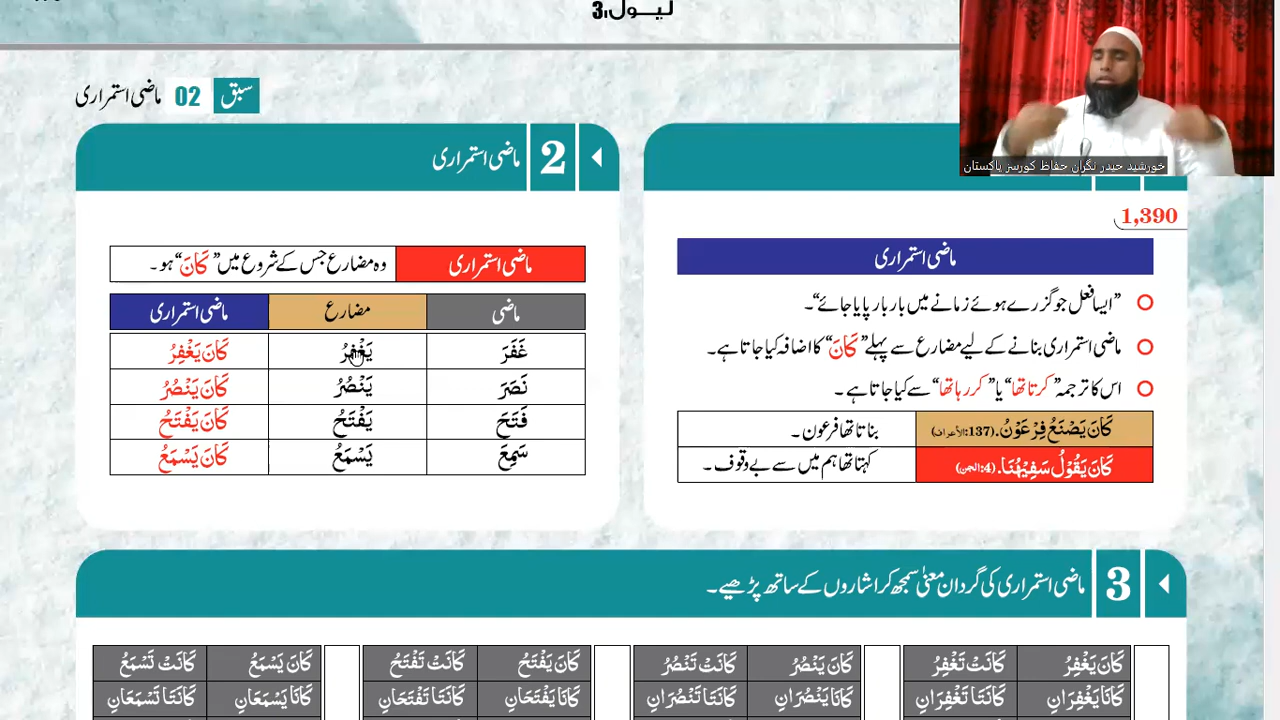 لیول 3
سبق 02 ماضی استمراری
خورشید حیدر نگران حفاظ کورسز پاکستان
1,390
ماضی استمراری
”ایسا فعل جو گزرے ہوئے زمانے میں بار بار پایا جائے“۔
ماضی استمراری بنانے کے لیے مضارع سے پہلے ”كَانَ“ کا اضافہ کیا جاتا ہے۔
اس کا ترجمہ ”کرتا تھا“ یا ”کر رہا تھا“ سے کیا جاتا ہے۔
كَانَ يَصْنَعُ فِرْعَوْنُ. (الأعراف:137) بناتا تھا فرعون۔
كَانَ يَقُوْلُ سَفِيْهُنَا. (الجن:4) کہتا تھا ہم میں سے بے وقوف۔
2 ماضی استمراری
ماضی استمراری وہ مضارع جس کے شروع میں ”كَانَ“ ہو۔
ماضی مضارع ماضی استمراری
غَفَرَ يَغْفِرُ كَانَ يَغْفِرُ
نَصَرَ يَنْصُرُ كَانَ يَنْصُرُ
فَتَحَ يَفْتَحُ كَانَ يَفْتَحُ
سَمِعَ يَسْمَعُ كَانَ يَسْمَعُ
3 ماضی استمراری کی گردان معنیٰ سمجھ کر اشاروں کے ساتھ پڑھیے۔
كَانَ يَغْفِرُ كَانَتْ تَغْفِرُ كَانَ يَنْصُرُ كَانَتْ تَنْصُرُ كَانَ يَفْتَحُ كَانَتْ تَفْتَحُ كَانَ يَسْمَعُ كَانَتْ تَسْمَعُ
كَانَا يَغْفِرَانِ كَانَتَا تَغْفِرَانِ كَانَا يَنْصُرَانِ كَانَتَا تَنْصُرَانِ كَانَا يَفْتَحَانِ كَانَتَا تَفْتَحَانِ كَانَا يَسْمَعَانِ كَانَتَا تَسْمَعَانِ